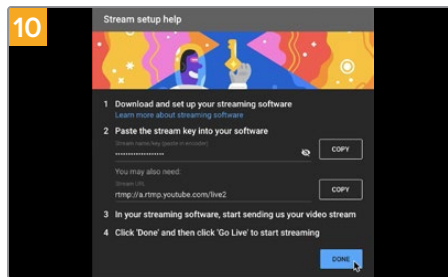 10
Stream setup help
1 Download and set up your streaming software
Learn more about streaming software
2 Paste the stream key into your software
Stream name/key (paste in encoder)
••••••••••••••••••••
COPY
You may also need:
Stream URL
rtmp://a.rtmp.youtube.com/live2
COPY
3 In your streaming software, start sending us your video stream
4 Click 'Done' and then click 'Go Live' to start streaming
DONE